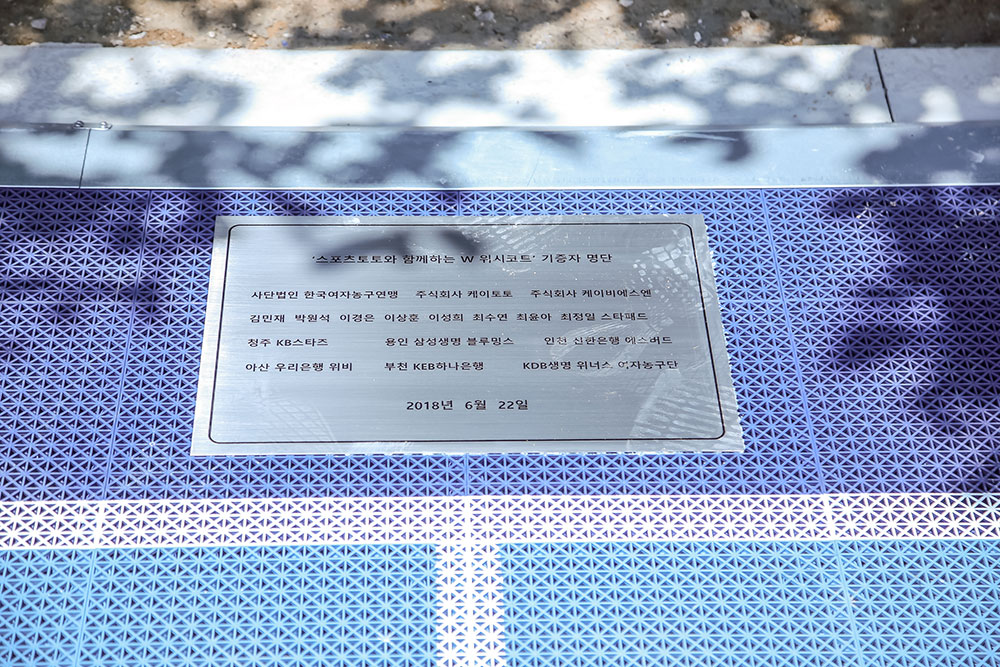 '스포츠토토와 함께하는 W 위시코트' 기증자 명단
사단법인 한국여자농구연맹 주식회사 케이토토 주식회사 케이비에스엔
김민재 박원석 이경은 이상훈 이성희 최수연 최윤아 최정일 스타패드
청주 KB스타즈 용인 삼성생명 블루밍스 인천 신한은행 에스버드
아산 우리은행 위비 부천 KEB하나은행 KDB생명 위너스 여자농구단
2018년 6월 22일